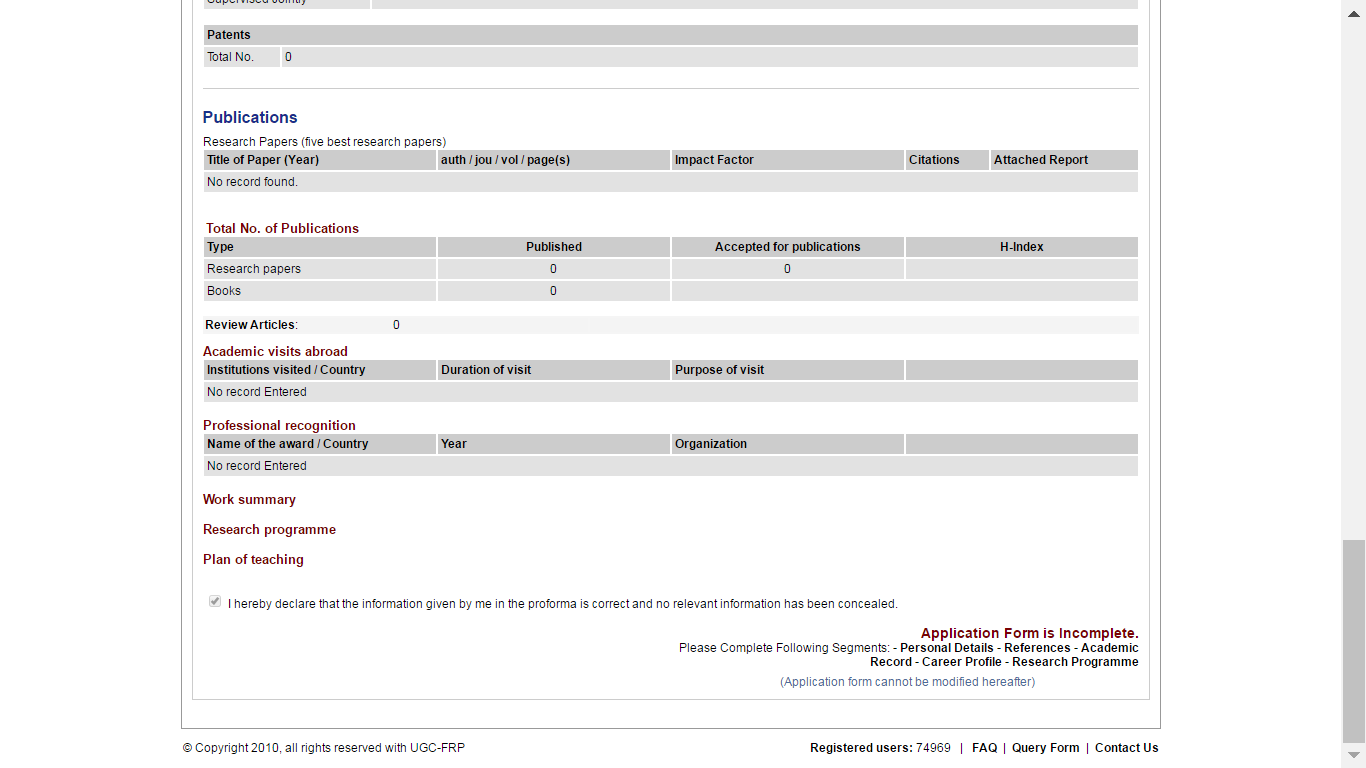 Supervised Jointly
Patents
Total No. 0
Publications
Research Papers (five best research papers)
Title of Paper (Year) auth / jou / vol / page(s) Impact Factor Citations Attached Report
No record found.
Total No. of Publications
Type Published Accepted for publications H-Index
Research papers 0 0
Books 0
Review Articles: 0
Academic visits abroad
Institutions visited / Country Duration of visit Purpose of visit
No record Entered
Professional recognition
Name of the award / Country Year Organization
No record Entered
Work summary
Research programme
Plan of teaching
I hereby declare that the information given by me in the proforma is correct and no relevant information has been concealed.
Application Form is Incomplete.
Please Complete Following Segments: - Personal Details - References - Academic
Record - Career Profile - Research Programme
(Application form cannot be modified hereafter)
© Copyright 2010, all rights reserved with UGC-FRP Registered users: 74969 | FAQ | Query Form | Contact Us